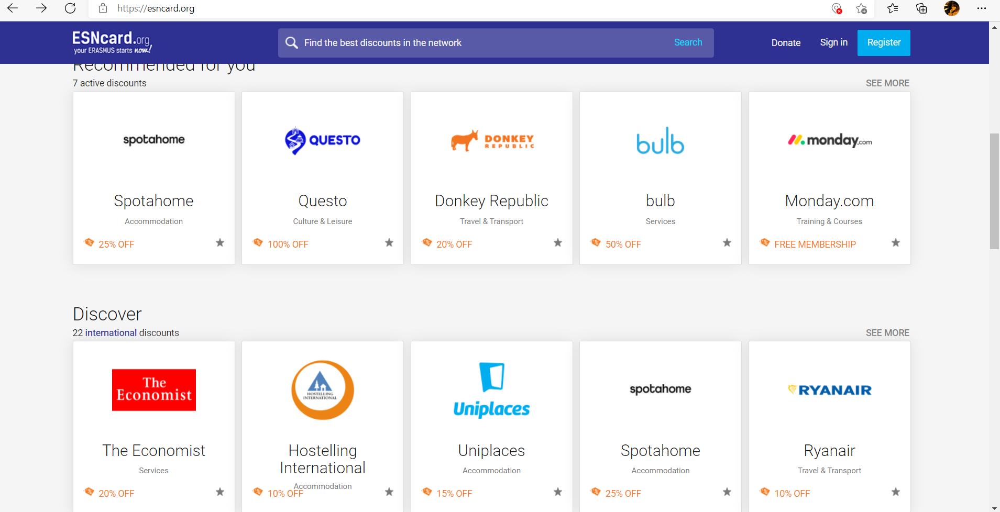 https://esncard.org
ESNcard.org
your ERASMUS starts now!
Find the best discounts in the network
Search
Donate
Sign in
Register
Recommended for you
7 active discounts
SEE MORE
spotahome
QUESTO
DONKEY
REPUBLIC
bulb
monday.com
Spotahome
Questo
Donkey Republic
bulb
Monday.com
Accommodation
Culture & Leisure
Travel & Transport
Services
Training & Courses
25% OFF
100% OFF
20% OFF
50% OFF
FREE MEMBERSHIP
Discover
22 international discounts
SEE MORE
The
Economist
HOSTELLING
INTERNATIONAL
Uniplaces
spotahome
RYANAIR
The Economist
Hostelling
International
Uniplaces
Spotahome
Ryanair
Services
Accommodation
Accommodation
Accommodation
Travel & Transport
20% OFF
10% OFF
15% OFF
25% OFF
10% OFF